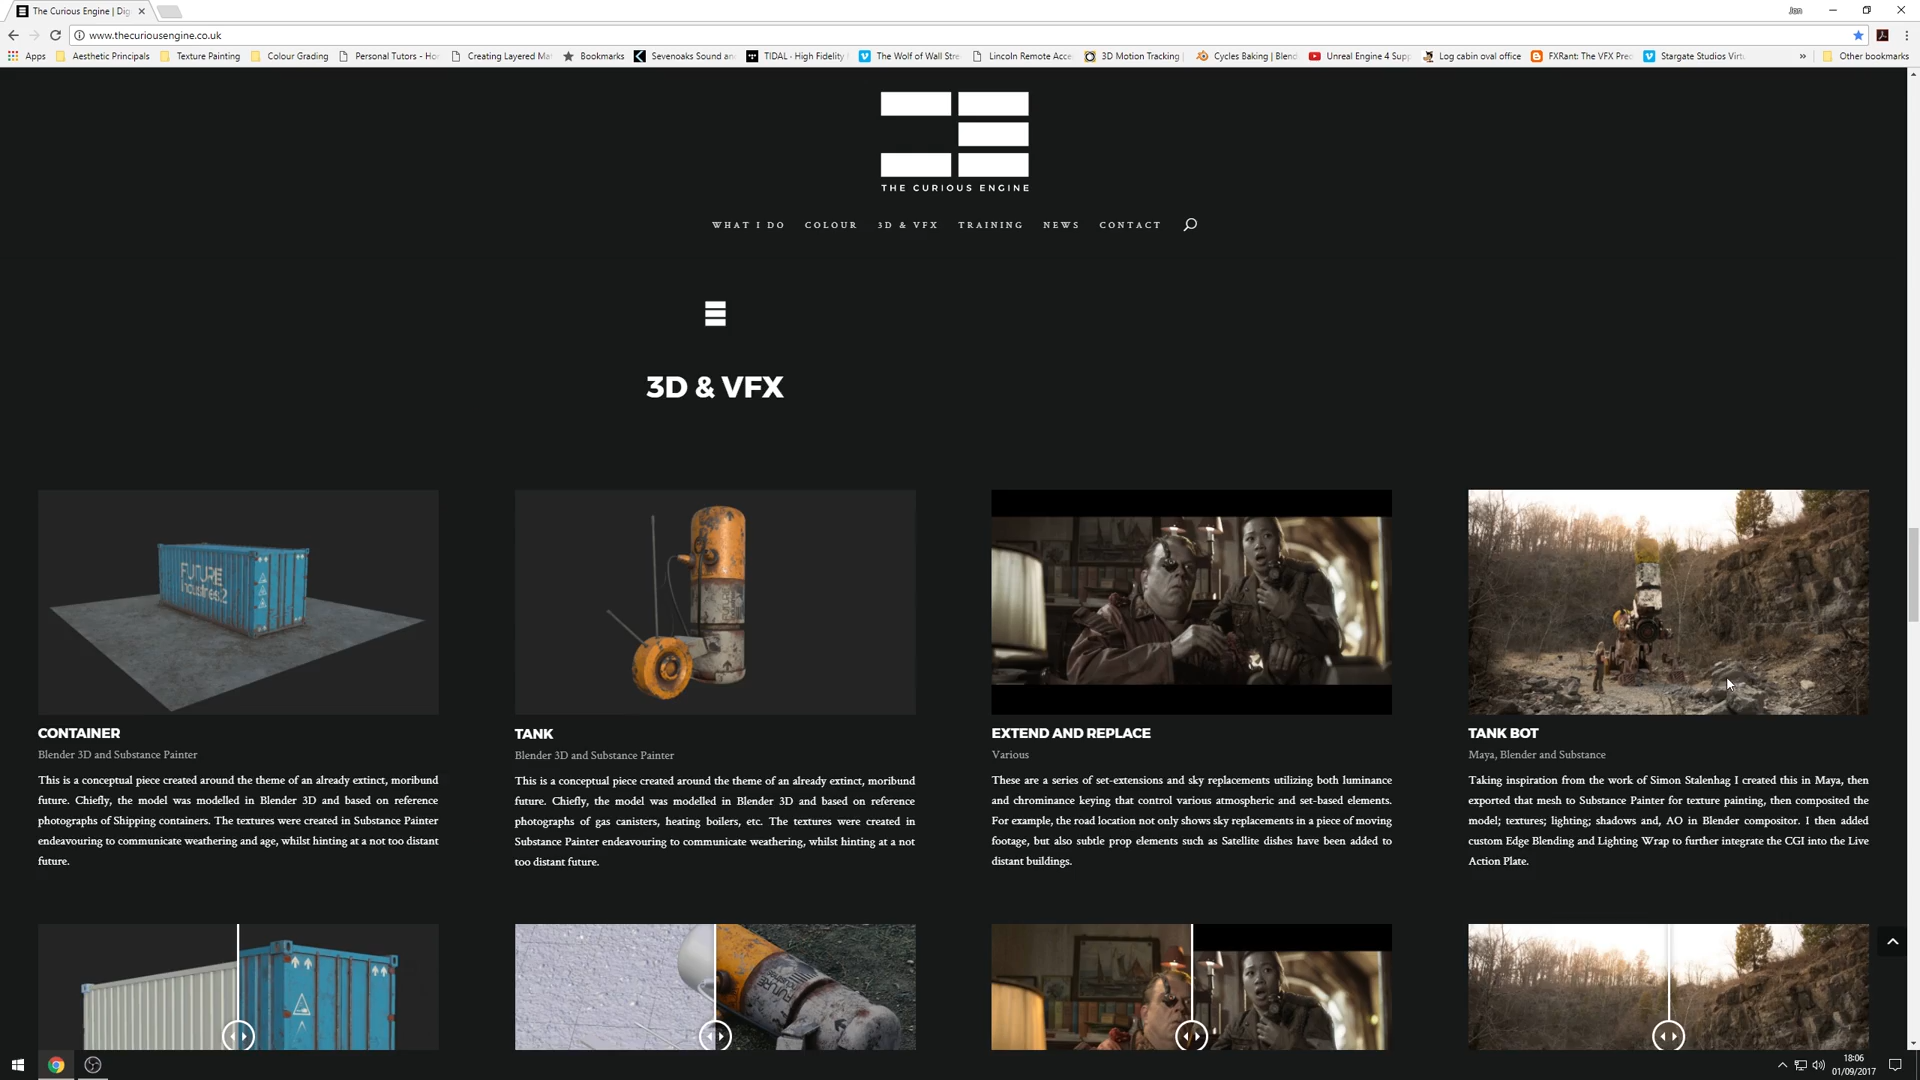 The Curious Engine | Dig
Jon
www.thecuriousengine.co.uk
Apps Aesthetic Principals Texture Painting Colour Grading Personal Tutors - Ho Creating Layered Ma Bookmarks Sevenoaks Sound an TIDAL - High Fidelity The Wolf of Wall Stre Lincoln Remote Acce 3D Motion Tracking Cycles Baking | Blend Unreal Engine 4 Supp Log cabin oval office FXRant: The VFX Pred Stargate Studios Virtu » Other bookmarks
THE CURIOUS ENGINE
WHAT I DO COLOUR 3D & VFX TRAINING NEWS CONTACT
3D & VFX
FUTURE
Industries:2
CONTAINER
Blender 3D and Substance Painter
This is a conceptual piece created around the theme of an already extinct, moribund
future. Chiefly, the model was modelled in Blender 3D and based on reference
photographs of Shipping containers. The textures were created in Substance Painter
endeavouring to communicate weathering and age, whilst hinting at a not too distant
future.
TANK
Blender 3D and Substance Painter
This is a conceptual piece created around the theme of an already extinct, moribund
future. Chiefly, the model was modelled in Blender 3D and based on reference
photographs of gas canisters, heating boilers, etc. The textures were created in
Substance Painter endeavouring to communicate weathering, whilst hinting at a not
too distant future.
EXTEND AND REPLACE
Various
These are a series of set-extensions and sky replacements utilizing both luminance
and chrominance keying that control various atmospheric and set-based elements.
For example, the road location not only shows sky replacements in a piece of moving
footage, but also subtle prop elements such as Satellite dishes have been added to
distant buildings.
TANK BOT
Maya, Blender and Substance
Taking inspiration from the work of Simon Stalenhag I created this in Maya, then
exported that mesh to Substance Painter for texture painting, then composited the
model; textures; lighting; shadows and, AO in Blender compositor. I then added
custom Edge Blending and Lighting Wrap to further integrate the CGI into the Live
Action Plate.
FUTURE
18:06
01/09/2017